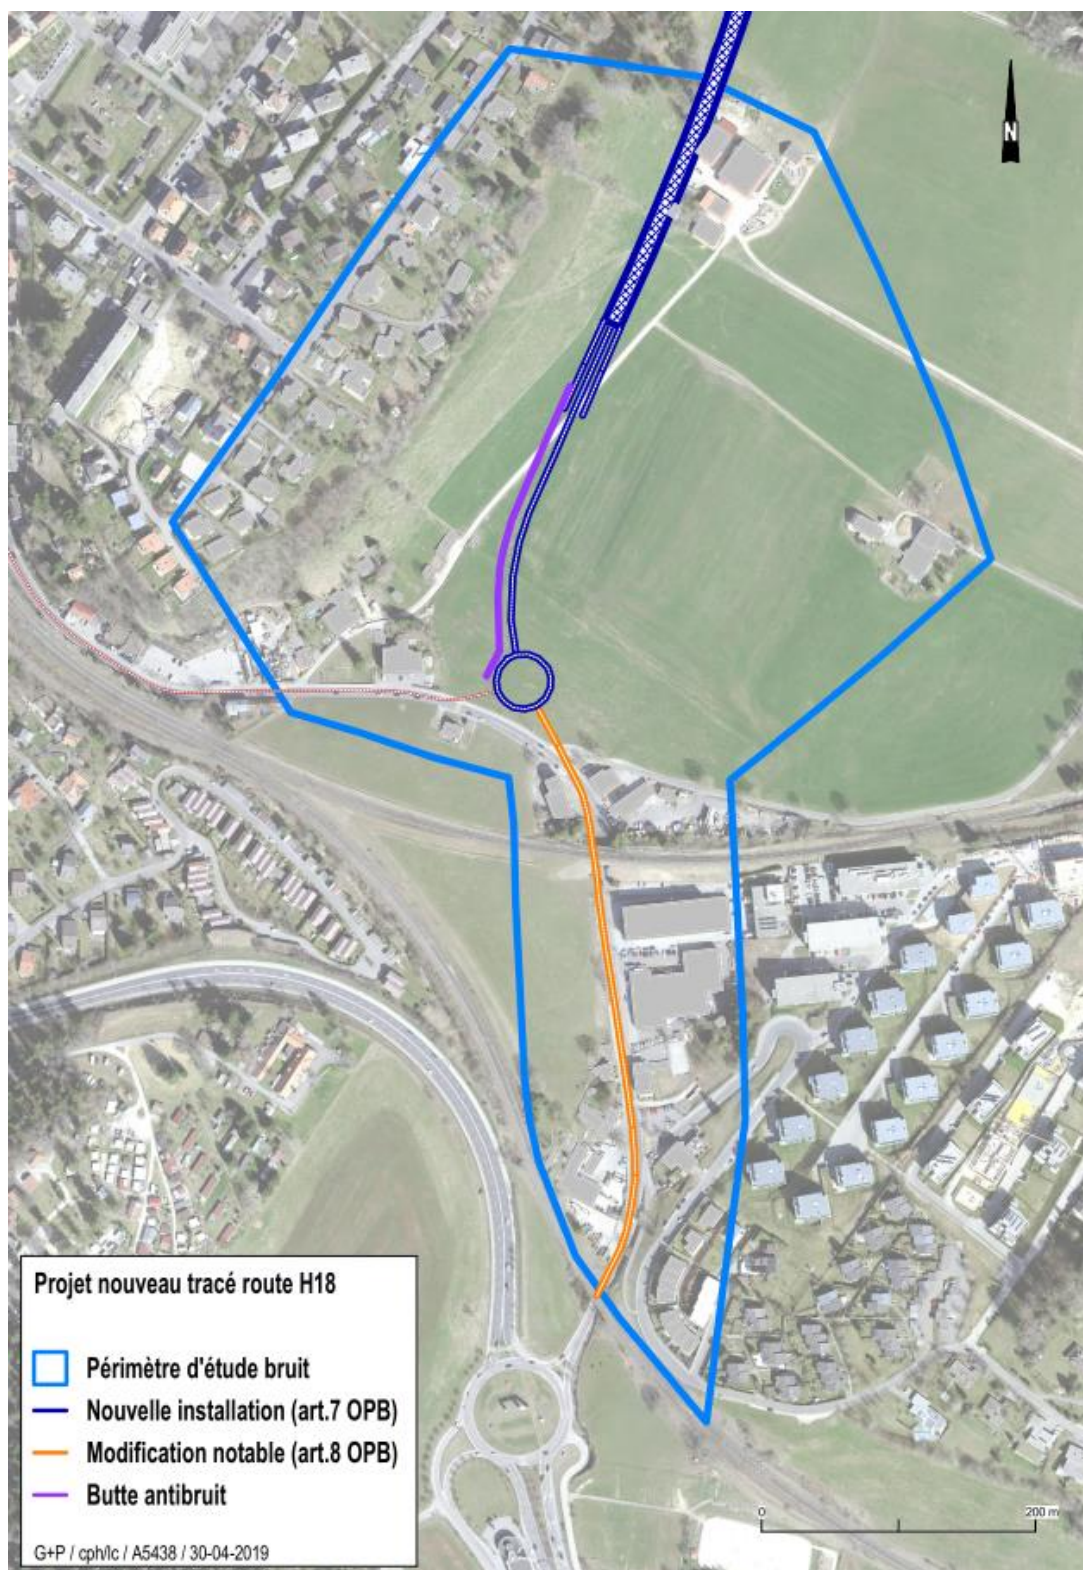 N
Projet nouveau tracé route H18
Périmètre d'étude bruit
Nouvelle installation (art.7 OPB)
Modification notable (art.8 OPB)
Butte antibruit
G+P / cph/lc / A5438 / 30-04-2019
0 200 m